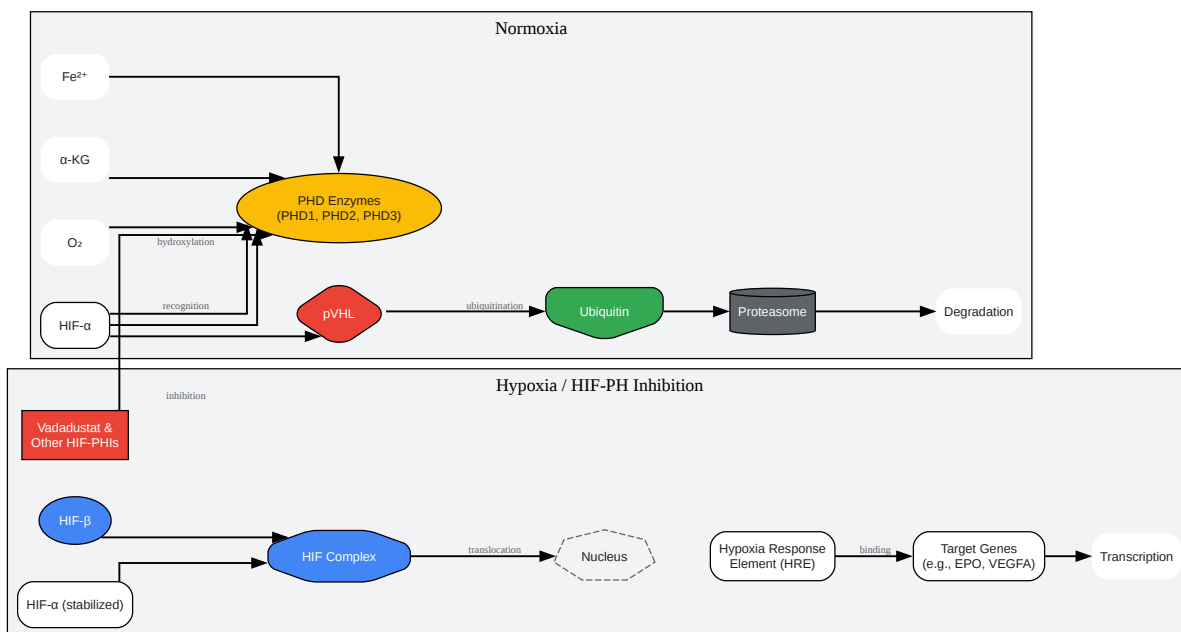 Normoxia
Fe²⁺
α-KG
PHD Enzymes
(PHD1, PHD2, PHD3)
O₂
hydroxylation
recognition
HIF-α
pVHL
ubiquitination
Ubiquitin
Proteasome
Degradation
Hypoxia / HIF-PH Inhibition
inhibition
Vadadustat &
Other HIF-PHIs
HIF-β
HIF Complex
translocation
Nucleus
Hypoxia Response
Element (HRE)
binding
Target Genes
(e.g., EPO, VEGFA)
Transcription
HIF-α (stabilized)